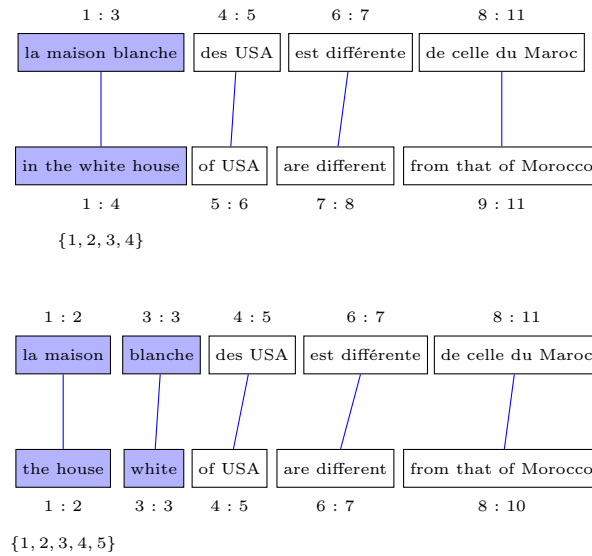 1 : 3 4 : 5 6 : 7 8 : 11
la maison blanche des USA est différente de celle du Maroc
in the white house of USA are different from that of Morocco
1 : 4 5 : 6 7 : 8 9 : 11
{1, 2, 3, 4}
1 : 2 3 : 3 4 : 5 6 : 7 8 : 11
la maison blanche des USA est différente de celle du Maroc
the house white of USA are different from that of Morocco
1 : 2 3 : 3 4 : 5 6 : 7 8 : 10
{1, 2, 3, 4, 5}